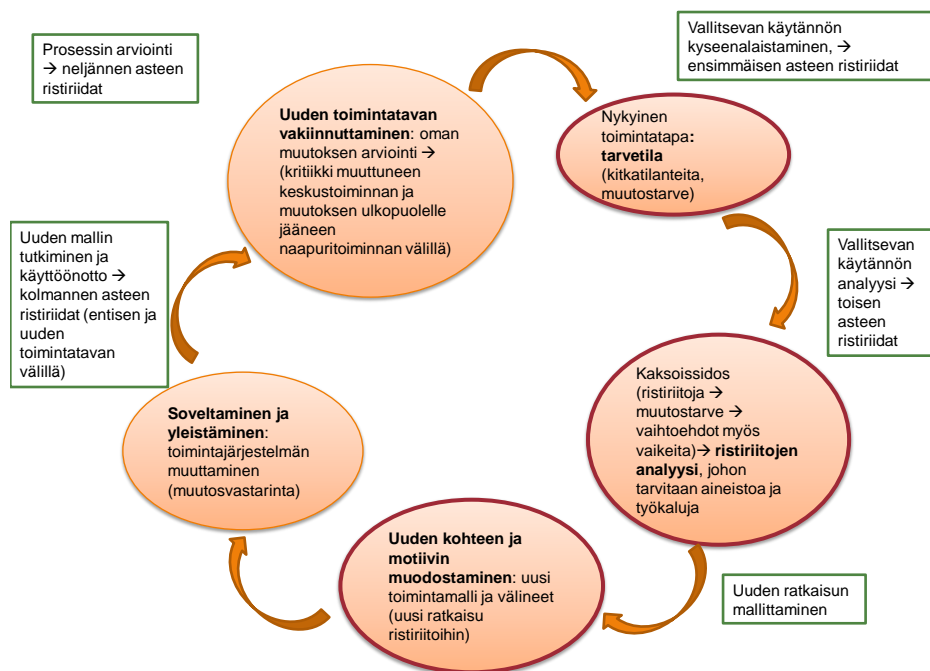 Prosessin arviointi
→ neljännen asteen
ristiriidat
Vallitsevan käytännön
kyseenalaistaminen, →
ensimmäisen asteen ristiriidat
Uuden toimintatavan
vakiinnuttaminen: oman
muutoksen arviointi →
(kritiikki muuttuneen
keskustoiminnan ja
muutoksen ulkopuolelle
jääneen
naapuritoiminnan välillä)
Nykyinen
toimintatapa:
tarvetila
(kitkatilanteita,
muutostarve)
Vallitsevan
käytännön
analyysi →
toisen
asteen
ristiriidat
Uuden mallin
tutkiminen ja
käyttöönotto →
kolmannen asteen
ristiriidat (entisen ja
uuden
toimintatavan
välillä)
Kaksoissidos
(ristiriitoja →
muutostarve →
vaihtoehdot myös
vaikeita)→ ristiriitojen
analyysi, johon
tarvitaan aineistoa ja
työkaluja
Soveltaminen ja
yleistäminen:
toimintajärjestelmän
muuttaminen
(muutosvastarinta)
Uuden kohteen ja
motiivin
muodostaminen: uusi
toimintamalli ja välineet
(uusi ratkaisu
ristiriitoihin)
Uuden ratkaisun
mallittaminen